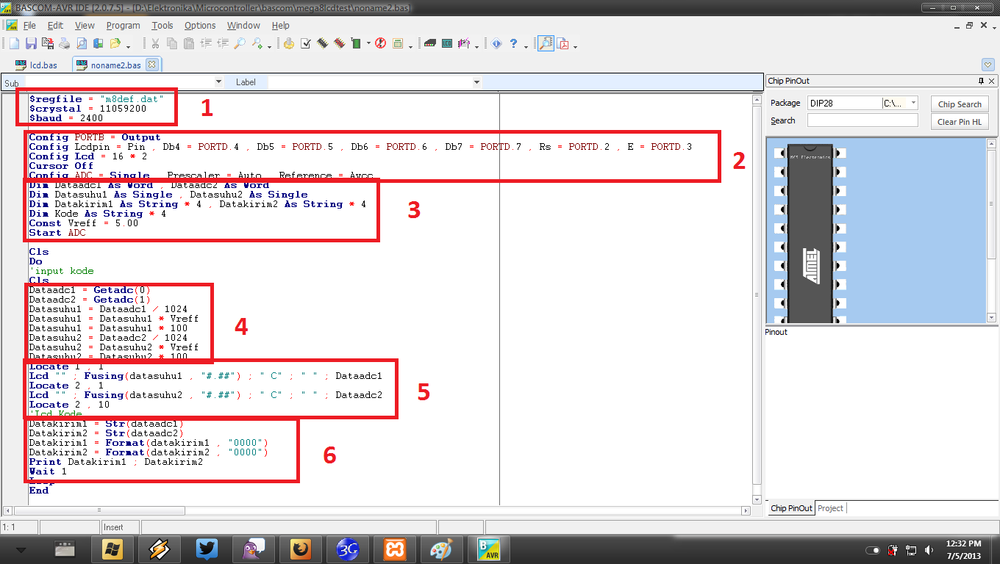 BASCOM-AVR IDE [2.0.7.5] - [D:\Elektronika\Microcontroller\bascom\mega8lcdtest\noname2.bas]
File Edit View Program Tools Options Window Help
lcd.bas noname2.bas
Sub Label
$regfile = "m8def.dat"
$crystal = 11059200
$baud = 2400
1
Config PORTB = Output
Config Lcdpin = Pin , Db4 = PORTD.4 , Db5 = PORTD.5 , Db6 = PORTD.6 , Db7 = PORTD.7 , Rs = PORTD.2 , E = PORTD.3
Config Lcd = 16 * 2
Cursor Off
Config ADC = Single , Prescaler = Auto , Reference = Avcc
2
Dim Dataadc1 As Word , Dataadc2 As Word
Dim Datasuhu1 As Single , Datasuhu2 As Single
Dim Datakirim1 As String * 4 , Datakirim2 As String * 4
Dim Kode As String * 4
Const Vreff = 5.00
Start ADC
3
Cls
Do
'input kode
Cls
Dataadc1 = Getadc(0)
Dataadc2 = Getadc(1)
Datasuhu1 = Dataadc1 / 1024
Datasuhu1 = Datasuhu1 * Vreff
Datasuhu1 = Datasuhu1 * 100
Datasuhu2 = Dataadc2 / 1024
Datasuhu2 = Datasuhu2 * Vreff
Datasuhu2 = Datasuhu2 * 100
4
Locate 1 , 1
Lcd "" ; Fusing(datasuhu1 , "#.##") ; " C" ; " " ; Dataadc1
Locate 2 , 1
Lcd "" ; Fusing(datasuhu2 , "#.##") ; " C" ; " " ; Dataadc2
Locate 2 , 10
'Lcd Kode
5
Datakirim1 = Str(dataadc1)
Datakirim2 = Str(dataadc2)
Datakirim1 = Format(datakirim1 , "0000")
Datakirim2 = Format(datakirim2 , "0000")
Print Datakirim1 ; Datakirim2
Wait 1
6
Loop
End
Chip PinOut
Package DIP28 C:\... Chip Search
Search Clear Pin HL
MCS Electronics
ATMEL
Pinout
Chip PinOut Project
1: 1 Insert
3G
B AVR
12:32 PM
7/5/2013